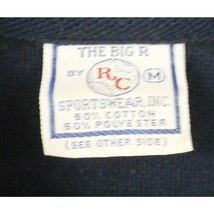 THE BIG R
BY RC M
SPORTSWEAR, INC.
50% COTTON
50% POLYESTER
(SEE OTHER SIDE)